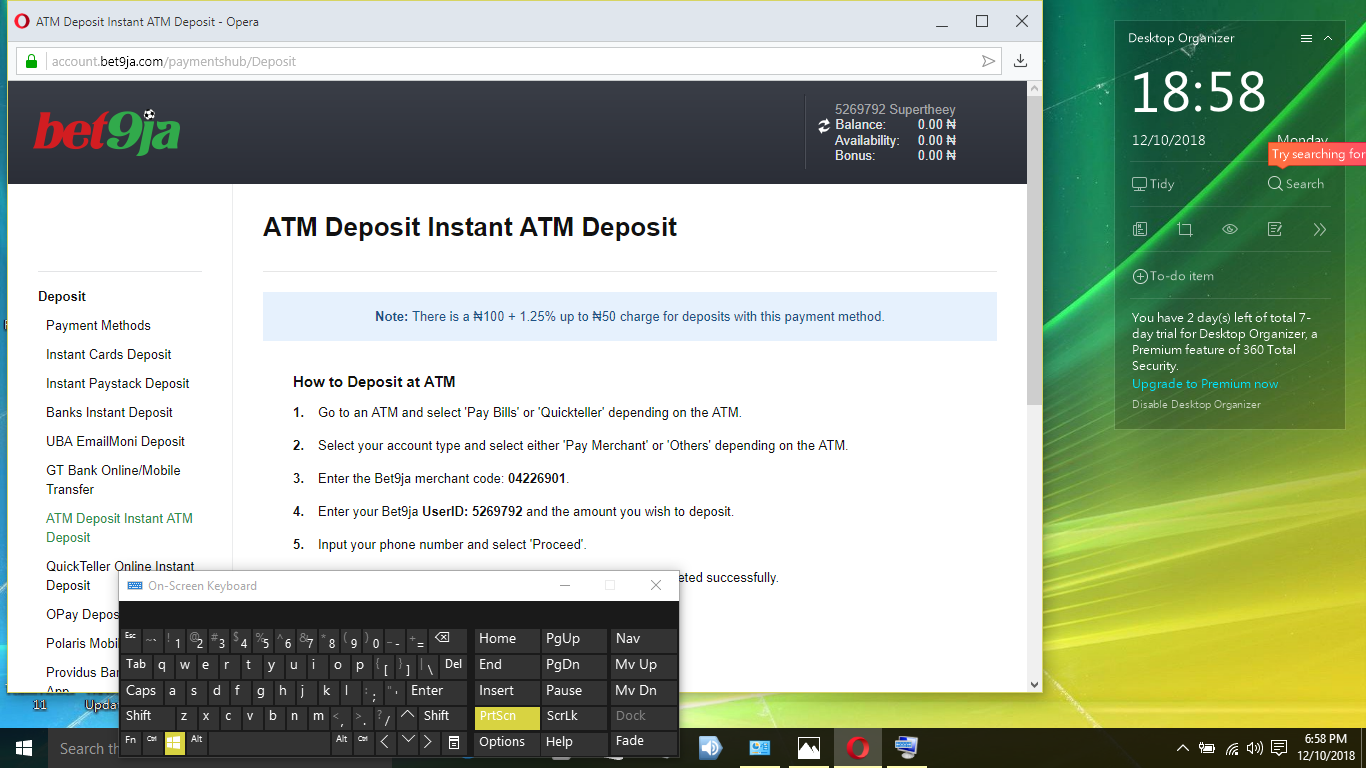 ATM Deposit Instant ATM Deposit - Opera
account.bet9ja.com/paymentshub/Deposit
bet9ja
5269792 Supertheey
Balance: 0.00 ₦
Availability: 0.00 ₦
Bonus: 0.00 ₦
Deposit
Payment Methods
Instant Cards Deposit
Instant Paystack Deposit
Banks Instant Deposit
UBA EmailMoni Deposit
GT Bank Online/Mobile
Transfer
ATM Deposit Instant ATM
Deposit
QuickTeller Online Instant
Deposit
OPay Depos
Polaris Mobi
Providus Ban
App
ATM Deposit Instant ATM Deposit
Note: There is a ₦100 + 1.25% up to ₦50 charge for deposits with this payment method.
How to Deposit at ATM
1. Go to an ATM and select 'Pay Bills' or 'Quickteller' depending on the ATM.
2. Select your account type and select either 'Pay Merchant' or 'Others' depending on the ATM.
3. Enter the Bet9ja merchant code: 04226901.
4. Enter your Bet9ja UserID: 5269792 and the amount you wish to deposit.
5. Input your phone number and select 'Proceed'.
eted successfully.
Desktop Organizer
18:58
12/10/2018 Monday
Try searching for
Tidy Search
To-do item
You have 2 day(s) left of total 7-
day trial for Desktop Organizer, a
Premium feature of 360 Total
Security.
Upgrade to Premium now
Disable Desktop Organizer
On-Screen Keyboard
Esc ~ ` ! 1 @ 2 # 3 $ 4 % 5 ^ 6 & 7 * 8 ( 9 ) 0 _ - + = Home PgUp Nav
Tab q w e r t y u i o p { [ } ] | \ Del End PgDn Mv Up
Caps a s d f g h j k l : ; " ' Enter Insert Pause Mv Dn
Shift z x c v b n m < , > . ? / Shift PrtScn ScrLk Dock
Fn Ctrl Alt Alt Ctrl Options Help Fade
11 Upda
Search th
6:58 PM
12/10/2018